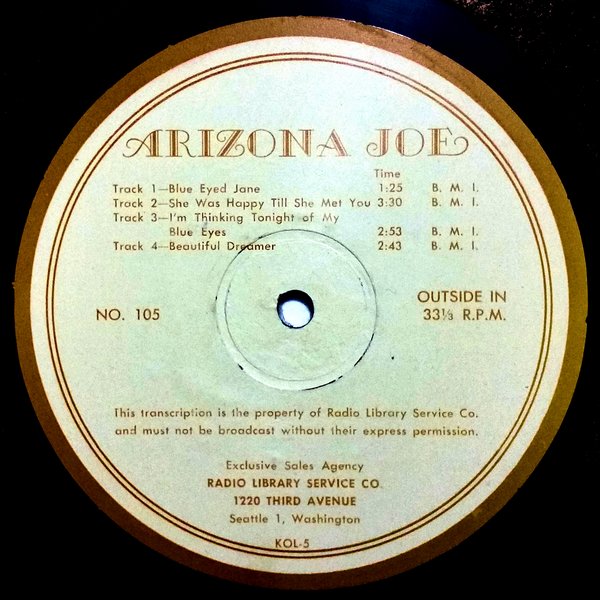 ARIZONA JOE
Time
Track 1—Blue Eyed Jane 1:25 B. M. I.
Track 2—She Was Happy Till She Met You 3:30 B. M. I.
Track 3—I'm Thinking Tonight of My
Blue Eyes 2:53 B. M. I.
Track 4—Beautiful Dreamer 2:43 B. M. I.
NO. 105
OUTSIDE IN
33⅓ R.P.M.
This transcription is the property of Radio Library Service Co.
and must not be broadcast without their express permission.
Exclusive Sales Agency
RADIO LIBRARY SERVICE CO.
1220 THIRD AVENUE
Seattle 1, Washington
KOL-5